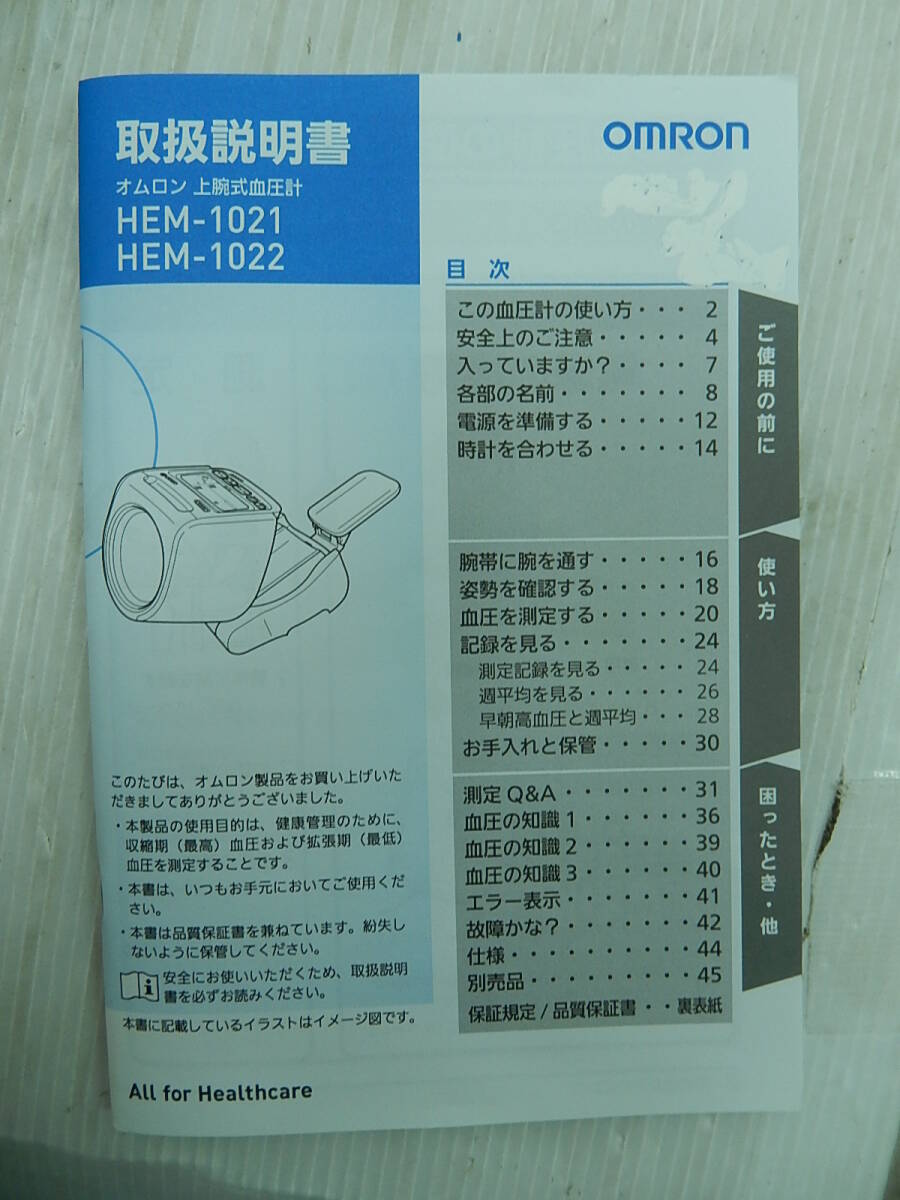 取扱説明書
オムロン 上腕式血圧計
HEM-1021
HEM-1022
OMRON
目 次
この血圧計の使い方・・・ 2
安全上のご注意・・・・・ 4
入っていますか?・・・・ 7
各部の名前・・・・・・・ 8
電源を準備する・・・・・ 12
時計を合わせる・・・・・ 14
ご使用の前に
腕帯に腕を通す・・・・・ 16
姿勢を確認する・・・・・ 18
血圧を測定する・・・・・ 20
記録を見る・・・・・・・ 24
測定記録を見る・・・・・ 24
週平均を見る・・・・・・ 26
早朝高血圧と週平均・・・ 28
お手入れと保管・・・・・ 30
使い方
測定 Q&A・・・・・・・ 31
血圧の知識 1・・・・・・ 36
血圧の知識 2・・・・・・ 39
血圧の知識 3・・・・・・ 40
エラー表示・・・・・・・ 41
故障かな?・・・・・・・ 42
仕様・・・・・・・・・・ 44
別売品・・・・・・・・・ 45
保証規定/品質保証書・・裏表紙
困ったとき・他
このたびは、オムロン製品をお買い上げいた
だきましてありがとうございました。
・本製品の使用目的は、健康管理のために、
収縮期(最高)血圧および拡張期(最低)
血圧を測定することです。
・本書は、いつもお手元においてご使用くだ
さい。
・本書は品質保証書を兼ねています。紛失し
ないように保管してください。
安全にお使いいただくため、取扱説明
書を必ずお読みください。
本書に記載しているイラストはイメージ図です。
All for Healthcare